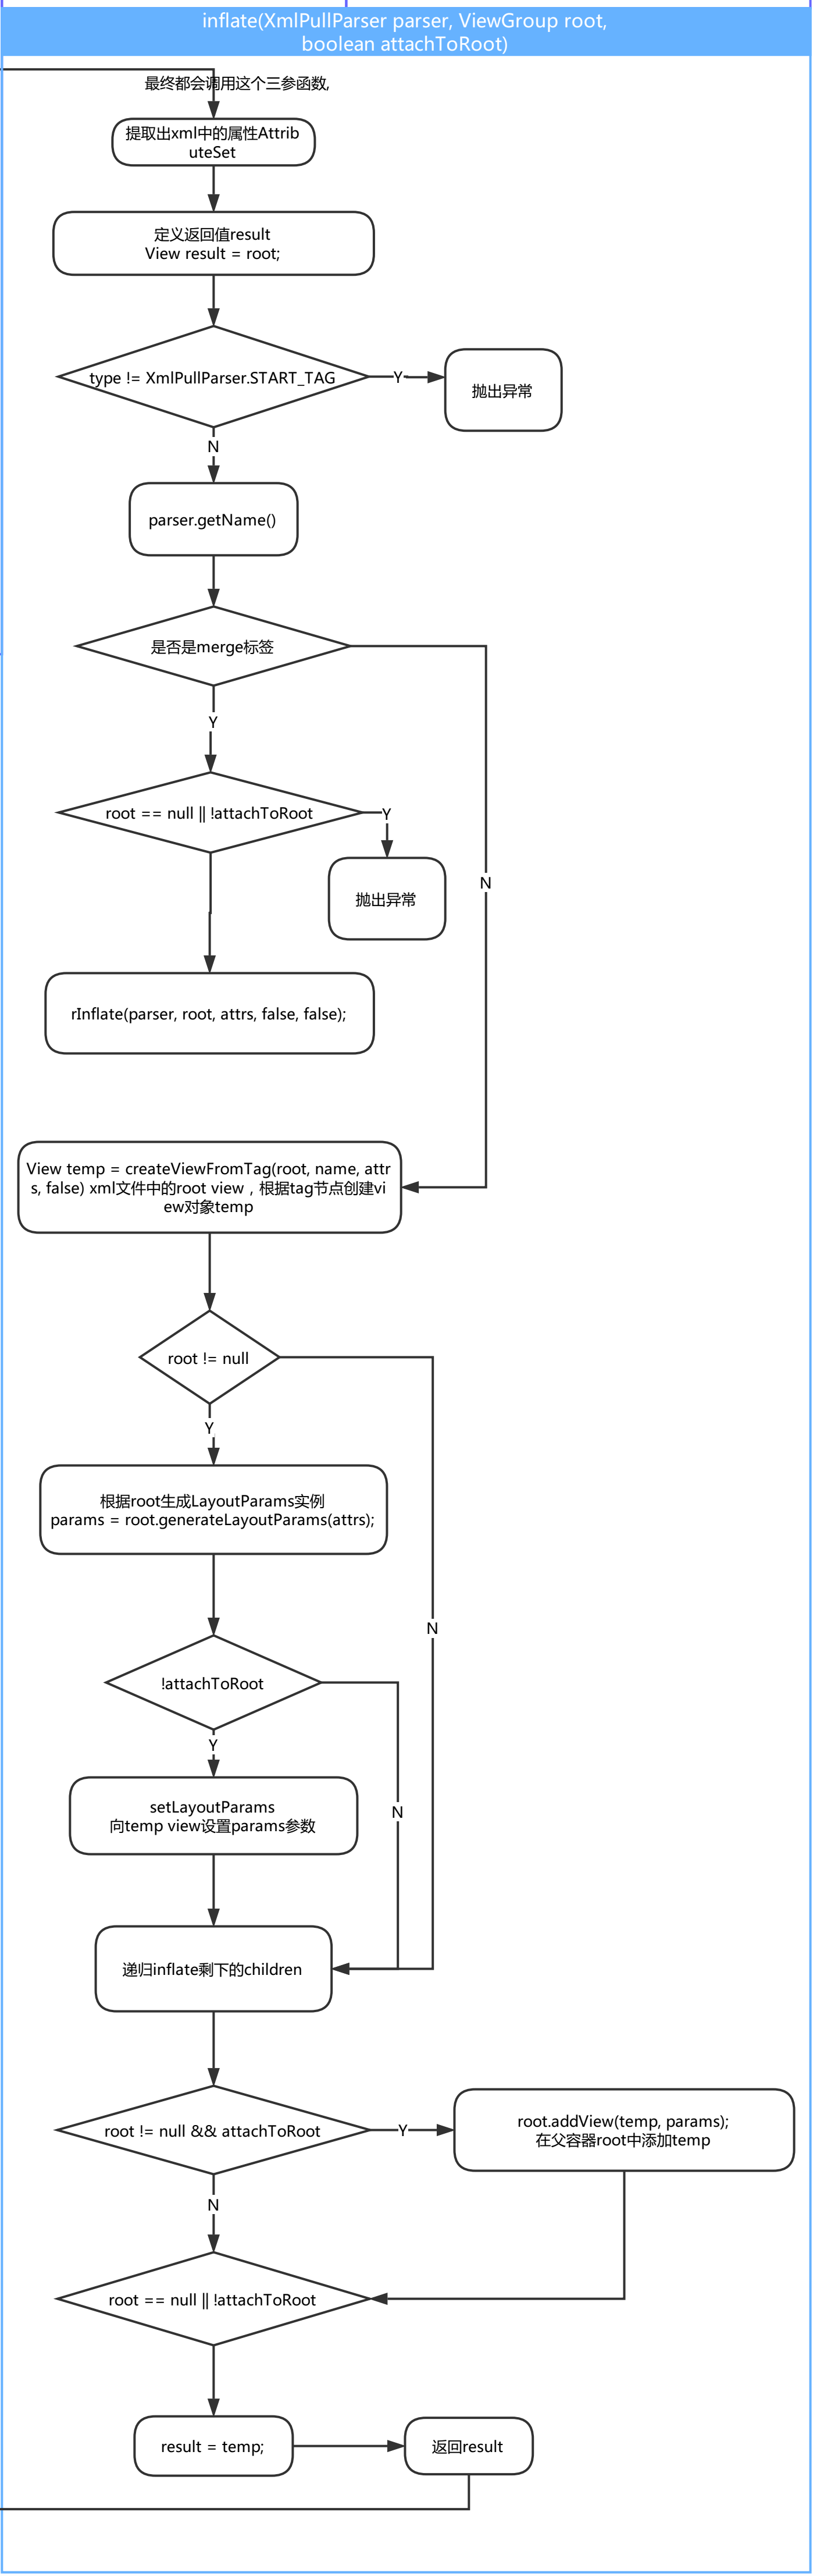 inflate(XmlPullParser parser, ViewGroup root,
boolean attachToRoot)
最终都会调用这个三参函数,
提取出xml中的属性Attrib
uteSet
定义返回值result
View result = root;
type != XmlPullParser.START_TAG
Y
抛出异常
N
parser.getName()
是否是merge标签
Y
root == null || !attachToRoot
Y
N
抛出异常
rInflate(parser, root, attrs, false, false);
View temp = createViewFromTag(root, name, attr
s, false) xml文件中的root view，根据tag节点创建vi
ew对象temp
root != null
Y
根据root生成LayoutParams实例
params = root.generateLayoutParams(attrs);
N
!attachToRoot
Y
setLayoutParams
向temp view设置params参数
N
递归inflate剩下的children
root != null && attachToRoot
Y
root.addView(temp, params);
在父容器root中添加temp
N
root == null || !attachToRoot
result = temp;
返回result